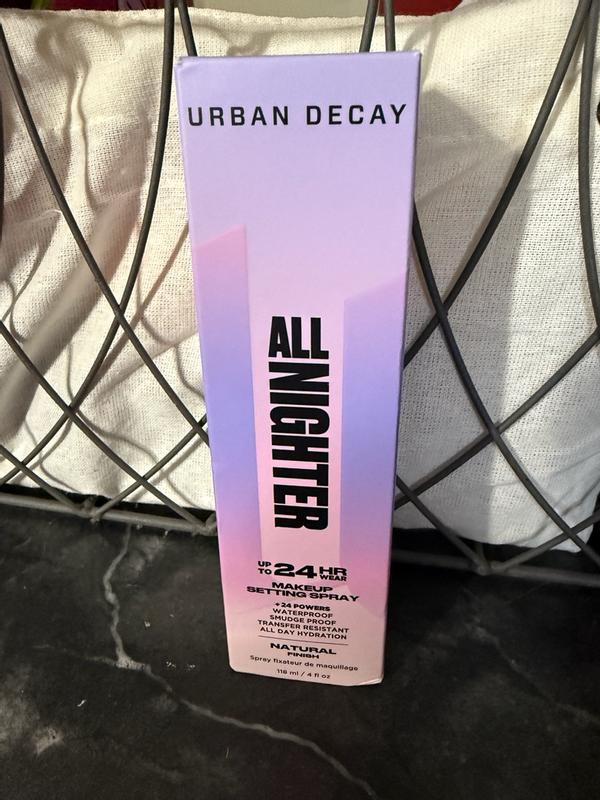 URBAN DECAY
ALL
NIGHTER
UP TO 24 HR WEAR
MAKEUP
SETTING SPRAY
+24 POWERS
WATERPROOF
SMUDGE PROOF
TRANSFER RESISTANT
ALL DAY HYDRATION
NATURAL
FINISH
Spray fixateur de maquillage
118 ml / 4 fl oz